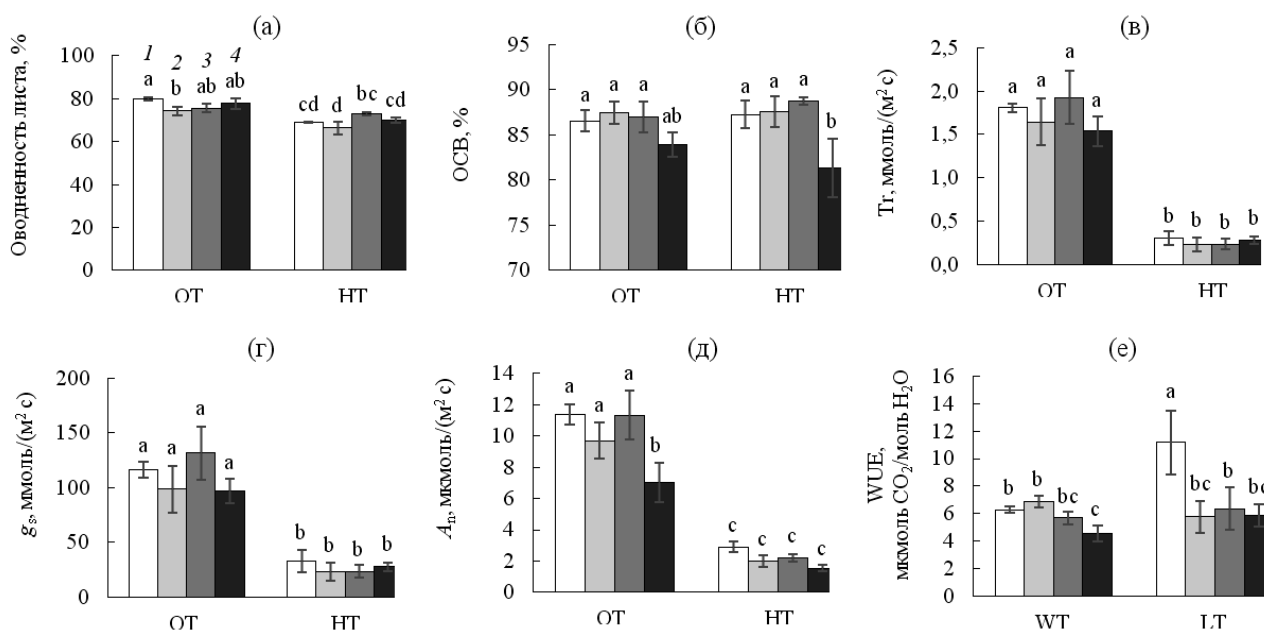 (а)
Оводненность листа, %
100
80
60
40
20
0
1 2 3 4
a b ab ab
cd d bc cd
ОТ НТ
(б)
ОСВ, %
95
90
85
80
75
70
a a a ab
a a a b
ОТ НТ
(в)
Tr, ммоль/(м² с)
2,5
2,0
1,5
1,0
0,5
0,0
a a a a
b b b b
ОТ НТ
(г)
gs, ммоль/(м² с)
200
150
100
50
0
a a a a
b b b b
ОТ НТ
(д)
An, мкмоль/(м² с)
14
12
10
8
6
4
2
0
a a a b
c c c c
ОТ НТ
(е)
WUE,
мкмоль CO₂/моль H₂O
16
14
12
10
8
6
4
2
0
b b bc c
a bc b bc
WT LT